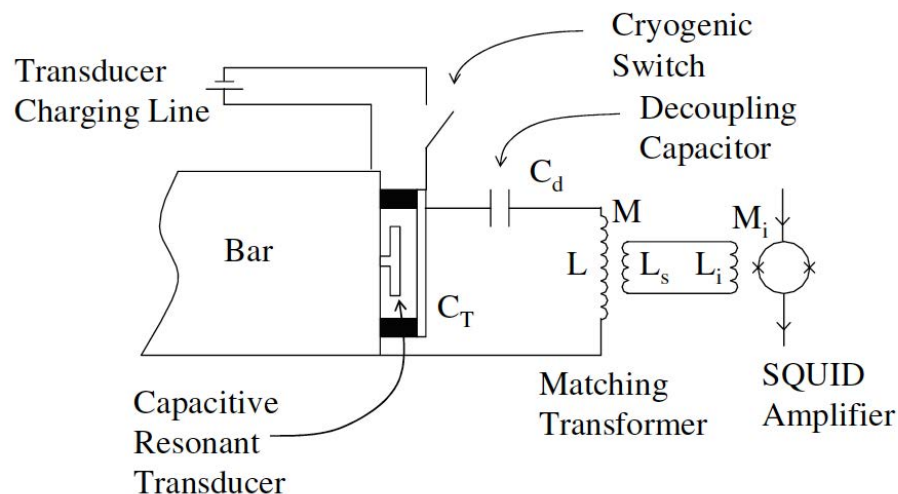 Transducer
Charging Line
Cryogenic
Switch
Decoupling
Capacitor
C_d
M
M_i
Bar
L
L_s
L_i
C_T
Capacitive
Resonant
Transducer
Matching
Transformer
SQUID
Amplifier